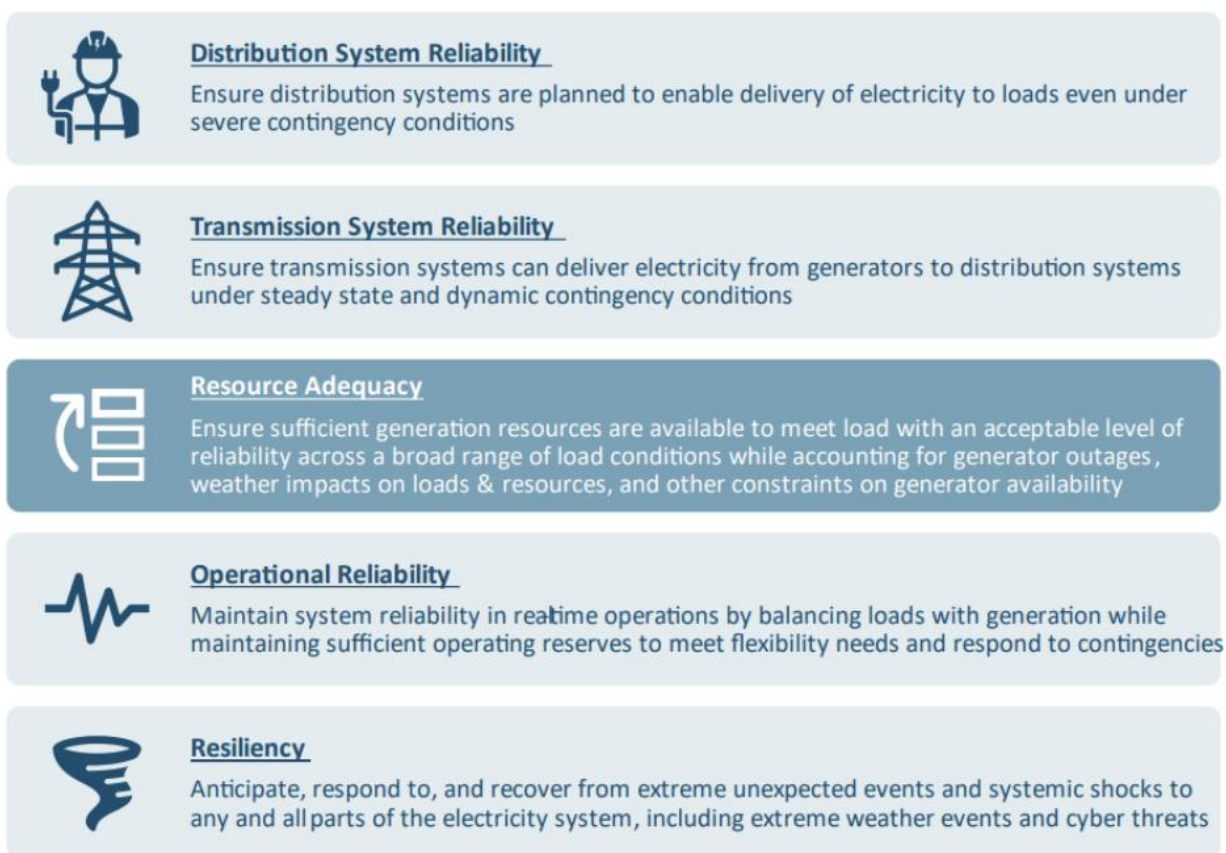 Distribution System Reliability
Ensure distribution systems are planned to enable delivery of electricity to loads even under
severe contingency conditions
Transmission System Reliability
Ensure transmission systems can deliver electricity from generators to distribution systems
under steady state and dynamic contingency conditions
Resource Adequacy
Ensure sufficient generation resources are available to meet load with an acceptable level of
reliability across a broad range of load conditions while accounting for generator outages,
weather impacts on loads & resources, and other constraints on generator availability
Operational Reliability
Maintain system reliability in real-time operations by balancing loads with generation while
maintaining sufficient operating reserves to meet flexibility needs and respond to contingencies
Resiliency
Anticipate, respond to, and recover from extreme unexpected events and systemic shocks to
any and all parts of the electricity system, including extreme weather events and cyber threats